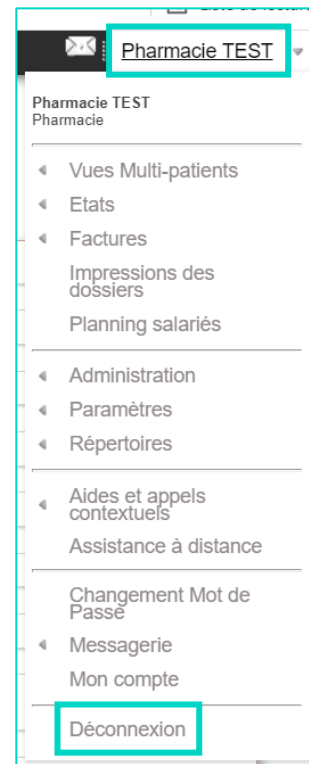 Pharmacie TEST
Pharmacie TEST
Pharmacie
Vues Multi-patients
Etats
Factures
Impressions des
dossiers
Planning salariés
Administration
Paramètres
Répertoires
Aides et appels
contextuels
Assistance à distance
Changement Mot de
Passe
Messagerie
Mon compte
Déconnexion